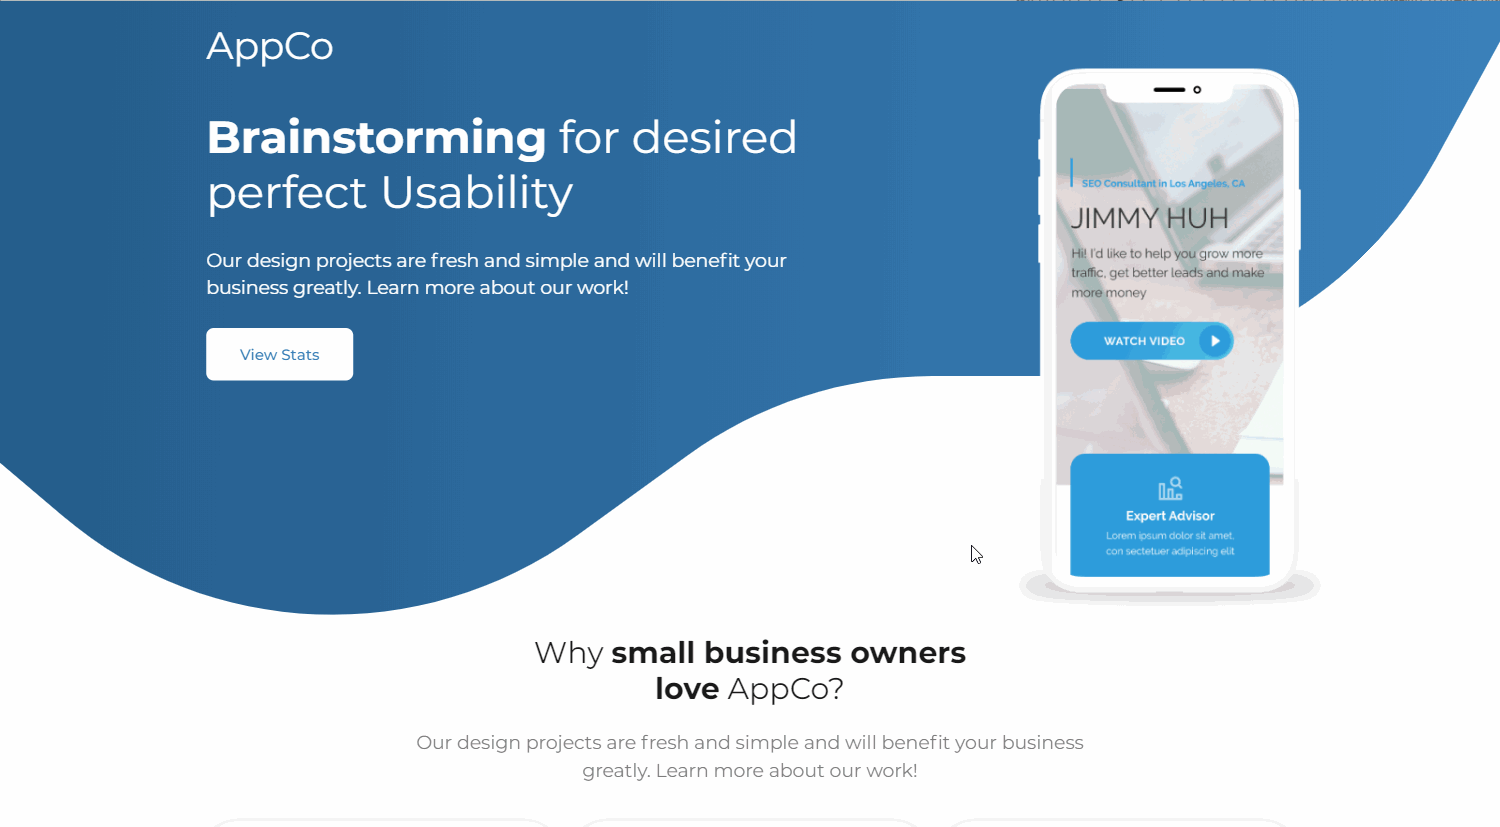 AppCo
Brainstorming for desired
perfect Usability
Our design projects are fresh and simple and will benefit your
business greatly. Learn more about our work!
View Stats
SEO Consultant in Los Angeles, CA
JIMMY HUH
Hi! I'd like to help you grow more
traffic, get better leads and make
more money
WATCH VIDEO
Expert Advisor
Lorem ipsum dolor sit amet,
con sectetuer adipiscing elit
Why small business owners
love AppCo?
Our design projects are fresh and simple and will benefit your business
greatly. Learn more about our work!